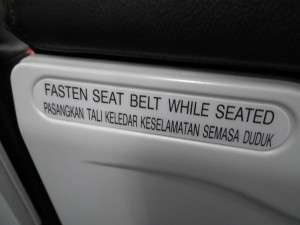 FASTEN SEAT BELT WHILE SEATED
PASANGKAN TALI KELEDAR KESELAMATAN SEMASA DUDUK